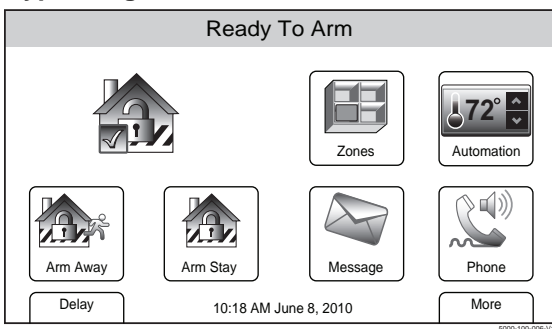 Ready To Arm
Zones
72°
Automation
Arm Away
Arm Stay
Message
Phone
Delay
10:18 AM June 8, 2010
More